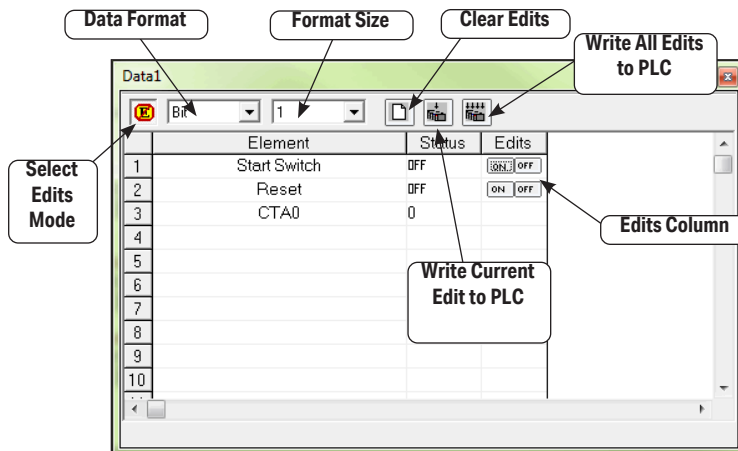 Data Format
Format Size
Clear Edits
Write All Edits
to PLC
Data1
E Bit 1
Select
Edits
Mode
Element Status Edits
1 Start Switch OFF ON OFF
2 Reset OFF ON OFF
3 CTA0 0
4
5
6
7
8
9
10
Edits Column
Write Current
Edit to PLC